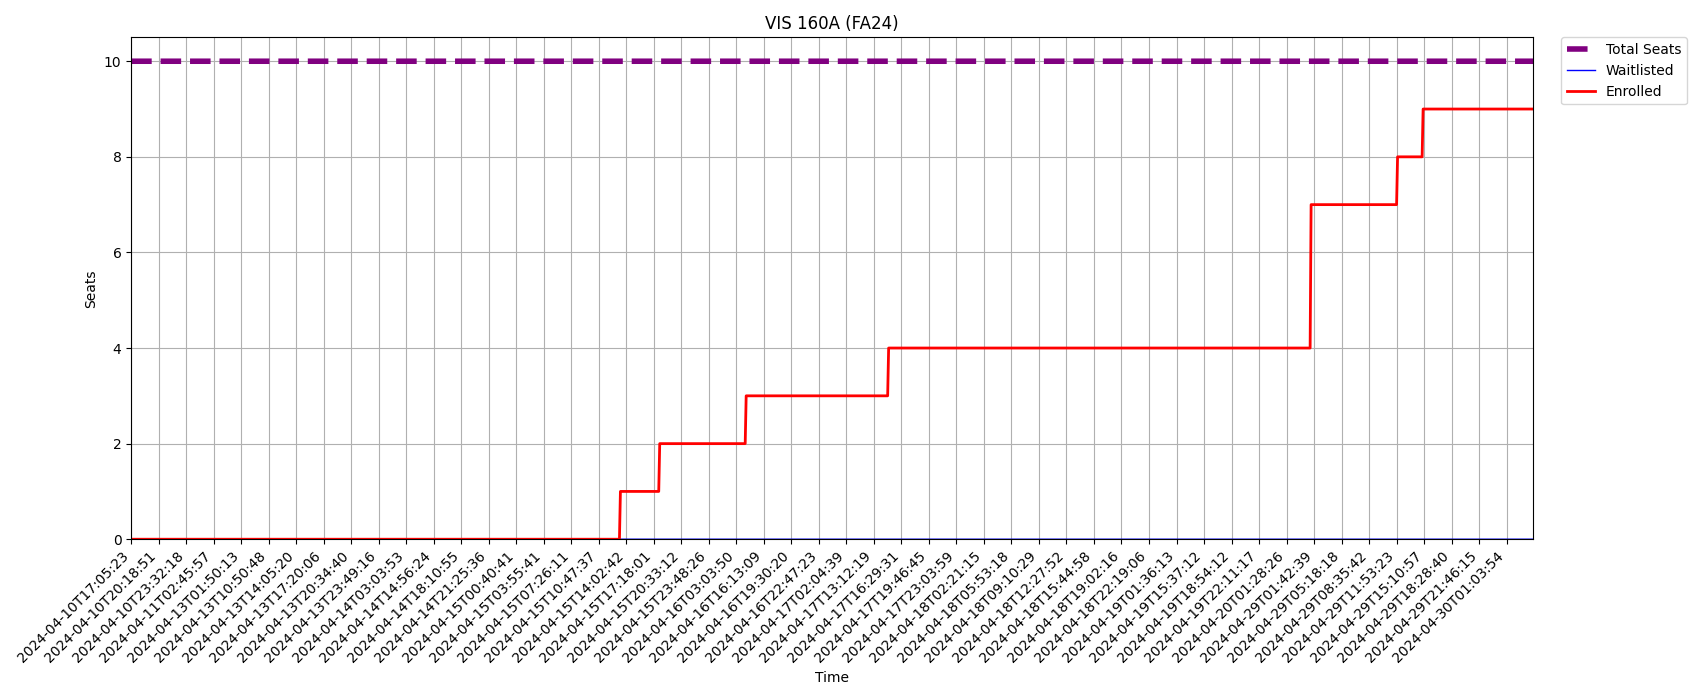 VIS 160A (FA24)
Total Seats
Waitlisted
Enrolled
10
8
6
4
2
0
Seats
2024-04-10T17:05:23
2024-04-10T20:18:51
2024-04-10T23:32:18
2024-04-11T02:45:57
2024-04-13T01:50:13
2024-04-13T10:50:48
2024-04-13T14:05:20
2024-04-13T17:20:06
2024-04-13T20:34:40
2024-04-13T23:49:16
2024-04-14T03:03:53
2024-04-14T14:56:24
2024-04-14T18:10:55
2024-04-14T21:25:36
2024-04-15T00:40:41
2024-04-15T03:55:41
2024-04-15T07:26:11
2024-04-15T10:47:37
2024-04-15T14:02:42
2024-04-15T17:18:01
2024-04-15T20:33:12
2024-04-15T23:48:26
2024-04-16T03:03:50
2024-04-16T16:13:09
2024-04-16T19:30:20
2024-04-16T22:47:23
2024-04-17T02:04:39
2024-04-17T13:12:19
2024-04-17T16:29:31
2024-04-17T19:46:45
2024-04-17T23:03:59
2024-04-18T02:21:15
2024-04-18T05:53:18
2024-04-18T09:10:29
2024-04-18T12:27:52
2024-04-18T15:44:58
2024-04-18T19:02:16
2024-04-18T22:19:06
2024-04-19T01:36:13
2024-04-19T15:37:12
2024-04-19T18:54:12
2024-04-19T22:11:17
2024-04-20T01:28:26
2024-04-29T01:42:39
2024-04-29T05:18:18
2024-04-29T08:35:42
2024-04-29T11:53:23
2024-04-29T15:10:57
2024-04-29T18:28:40
2024-04-29T21:46:15
2024-04-30T01:03:54
Time